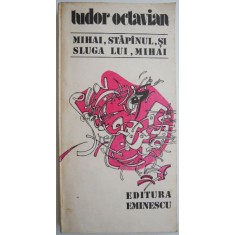 tudor octavian
MIHAI, STĂPÎNUL, ȘI
SLUGA LUI, MIHAI
EDITURA
EMINESCU